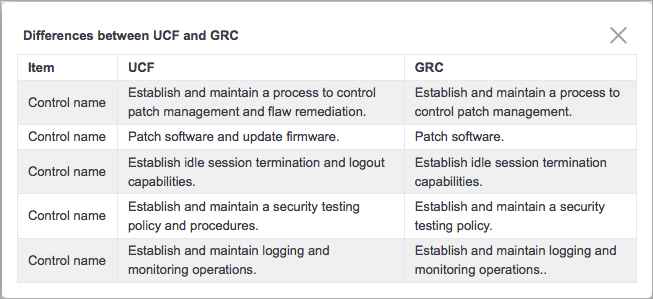 Differences between UCF and GRC
Item UCF GRC
Control name Establish and maintain a process to control Establish and maintain a process to
patch management and flaw remediation. control patch management.
Control name Patch software and update firmware. Patch software.
Control name Establish idle session termination and logout Establish idle session termination
capabilities. capabilities.
Control name Establish and maintain a security testing Establish and maintain a security
policy and procedures. testing policy.
Control name Establish and maintain logging and Establish and maintain logging and
monitoring operations. monitoring operations..